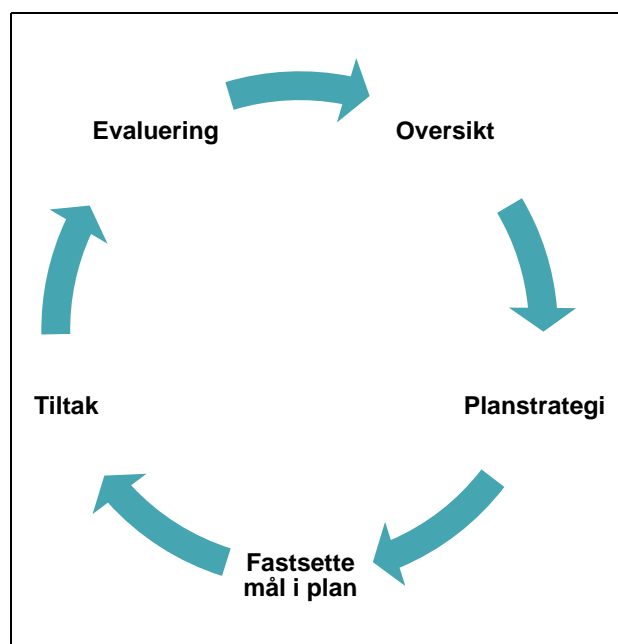 Evaluering
Oversikt
Tiltak
Planstrategi
Fastsette
mål i plan